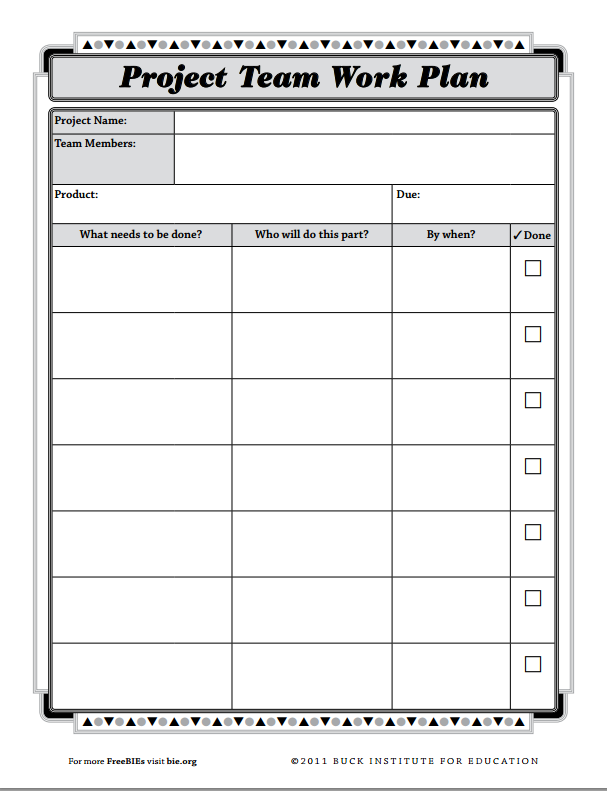 Project Team Work Plan
Project Name:
Team Members:
Product: Due:
What needs to be done? Who will do this part? By when? ✓Done
For more FreeBIEs visit bie.org ©2011 BUCK INSTITUTE FOR EDUCATION